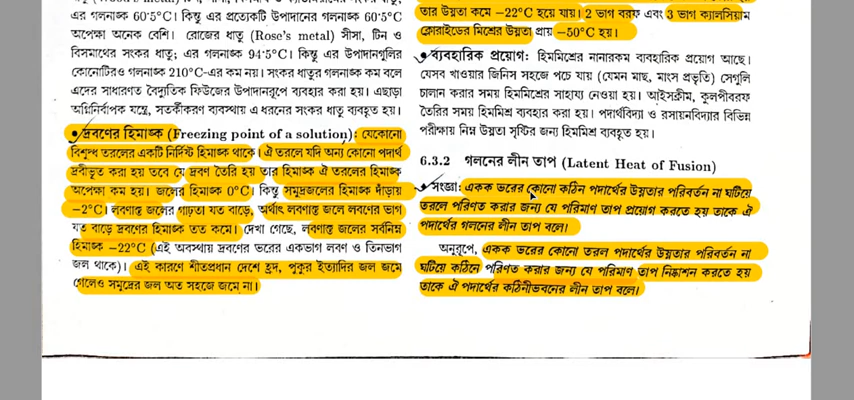 এর গলনাঙ্ক 60·5°C। কিন্তু এর প্রত্যেকটি উপাদানের গলনাঙ্ক 60·5°C
অপেক্ষা অনেক বেশি। রোজের ধাতু (Rose's metal) সীসা, টিন ও
বিসমাথের সংকর ধাতু; এর গলনাঙ্ক 94·5°C। কিন্তু এর উপাদানগুলির
কোনোটিরও গলনাঙ্ক 210°C-এর কম নয়। সংকর ধাতুর গলনাঙ্ক কম বলে
এদের সাধারণত বৈদ্যুতিক ফিউজের উপাদানরূপে ব্যবহার করা হয়। এছাড়া
অগ্নিনির্বাপক যন্ত্রে, সতর্কীকরণ ব্যবস্থায় এ ধরনের সংকর ধাতু ব্যবহৃত হয়।
• দ্রবণের হিমাঙ্ক (Freezing point of a solution): যেকোনো
বিশুদ্ধ তরলের একটি নির্দিষ্ট হিমাঙ্ক থাকে। ঐ তরলে যদি অন্য কোনো পদার্থ
দ্রবীভূত করা হয় তবে যে দ্রবণ তৈরি হয় তার হিমাঙ্ক ঐ তরলের হিমাঙ্ক
অপেক্ষা কম হয়। জলের হিমাঙ্ক 0°C। কিন্তু সমুদ্রজলের হিমাঙ্ক দাঁড়ায়
−2°C। লবণাক্ত জলের গাঢ়তা যত বাড়ে, অর্থাৎ লবণাক্ত জলে লবণের ভাগ
যত বাড়ে দ্রবণের হিমাঙ্ক তত কমে। দেখা গেছে, লবণাক্ত জলের সর্বনিম্ন
হিমাঙ্ক −22°C (এই অবস্থায় দ্রবণের ভরের একভাগ লবণ ও তিনভাগ
জল থাকে)। এই কারণে শীতপ্রধান দেশে হ্রদ, পুকুর ইত্যাদির জল জমে
গেলেও সমুদ্রের জল অত সহজে জমে না।
তার উষ্ণতা কমে −22°C হয়ে যায়। 2 ভাগ বরফ এবং 3 ভাগ ক্যালসিয়াম
ক্লোরাইডের মিশ্রের উষ্ণতা প্রায় −50°C হয়।
• ব্যবহারিক প্রয়োগ: হিমমিশ্রের নানারকম ব্যবহারিক প্রয়োগ আছে।
যেসব খাওয়ার জিনিস সহজে পচে যায় (যেমন মাছ, মাংস প্রভৃতি) সেগুলি
চালান করার সময় হিমমিশ্রের সাহায্য নেওয়া হয়। আইসক্রীম, কুলপীবরফ
তৈরির সময় হিমমিশ্র ব্যবহার করা হয়। পদার্থবিদ্যা ও রসায়নবিদ্যার বিভিন্ন
পরীক্ষায় নিম্ন উষ্ণতা সৃষ্টির জন্য হিমমিশ্র ব্যবহৃত হয়।
6.3.2 গলনের লীন তাপ (Latent Heat of Fusion)
• সংজ্ঞা: একক ভরের কোনো কঠিন পদার্থের উষ্ণতার পরিবর্তন না ঘটিয়ে
তরলে পরিণত করার জন্য যে পরিমাণ তাপ প্রয়োগ করতে হয় তাকে ঐ
পদার্থের গলনের লীন তাপ বলে।
অনুরূপে, একক ভরের কোনো তরল পদার্থের উষ্ণতার পরিবর্তন না
ঘটিয়ে কঠিনে পরিণত করার জন্য যে পরিমাণ তাপ নিষ্কাশন করতে হয়
তাকে ঐ পদার্থের কঠিনীভবনের লীন তাপ বলে।